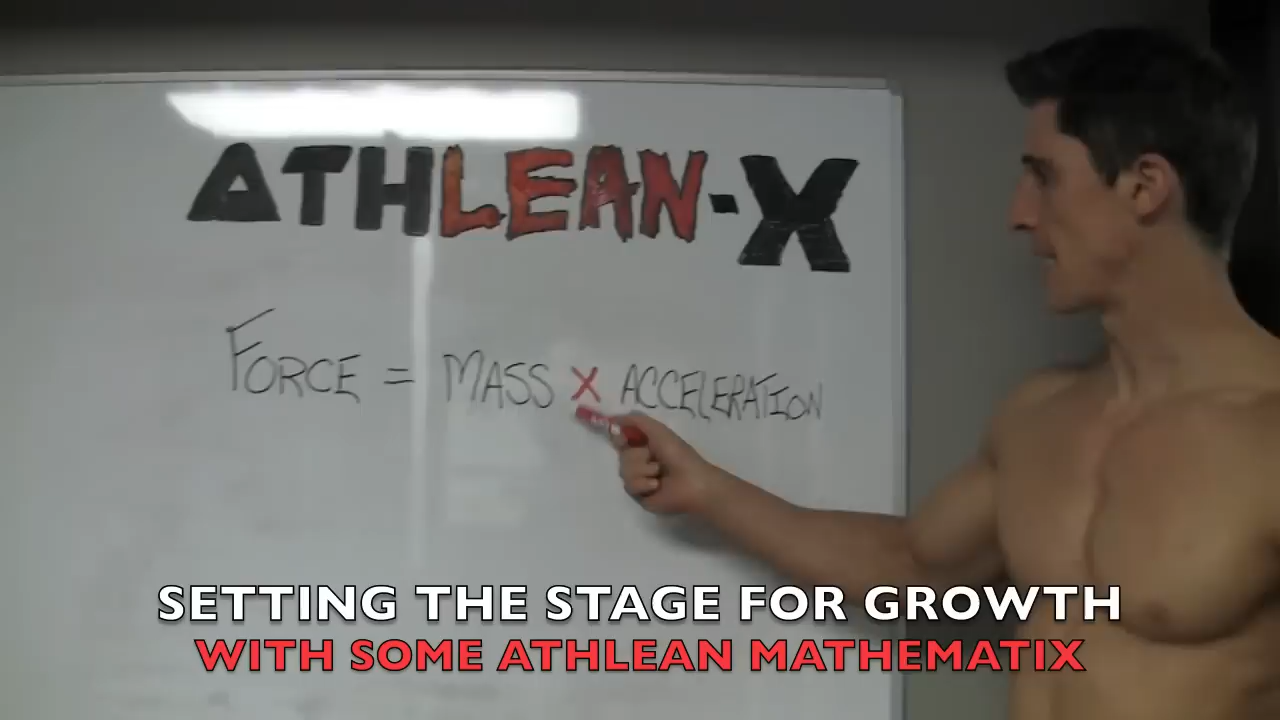 ATHLEAN-X
FORCE = MASS X ACCELERATION
SETTING THE STAGE FOR GROWTH
WITH SOME ATHLEAN MATHEMATIX